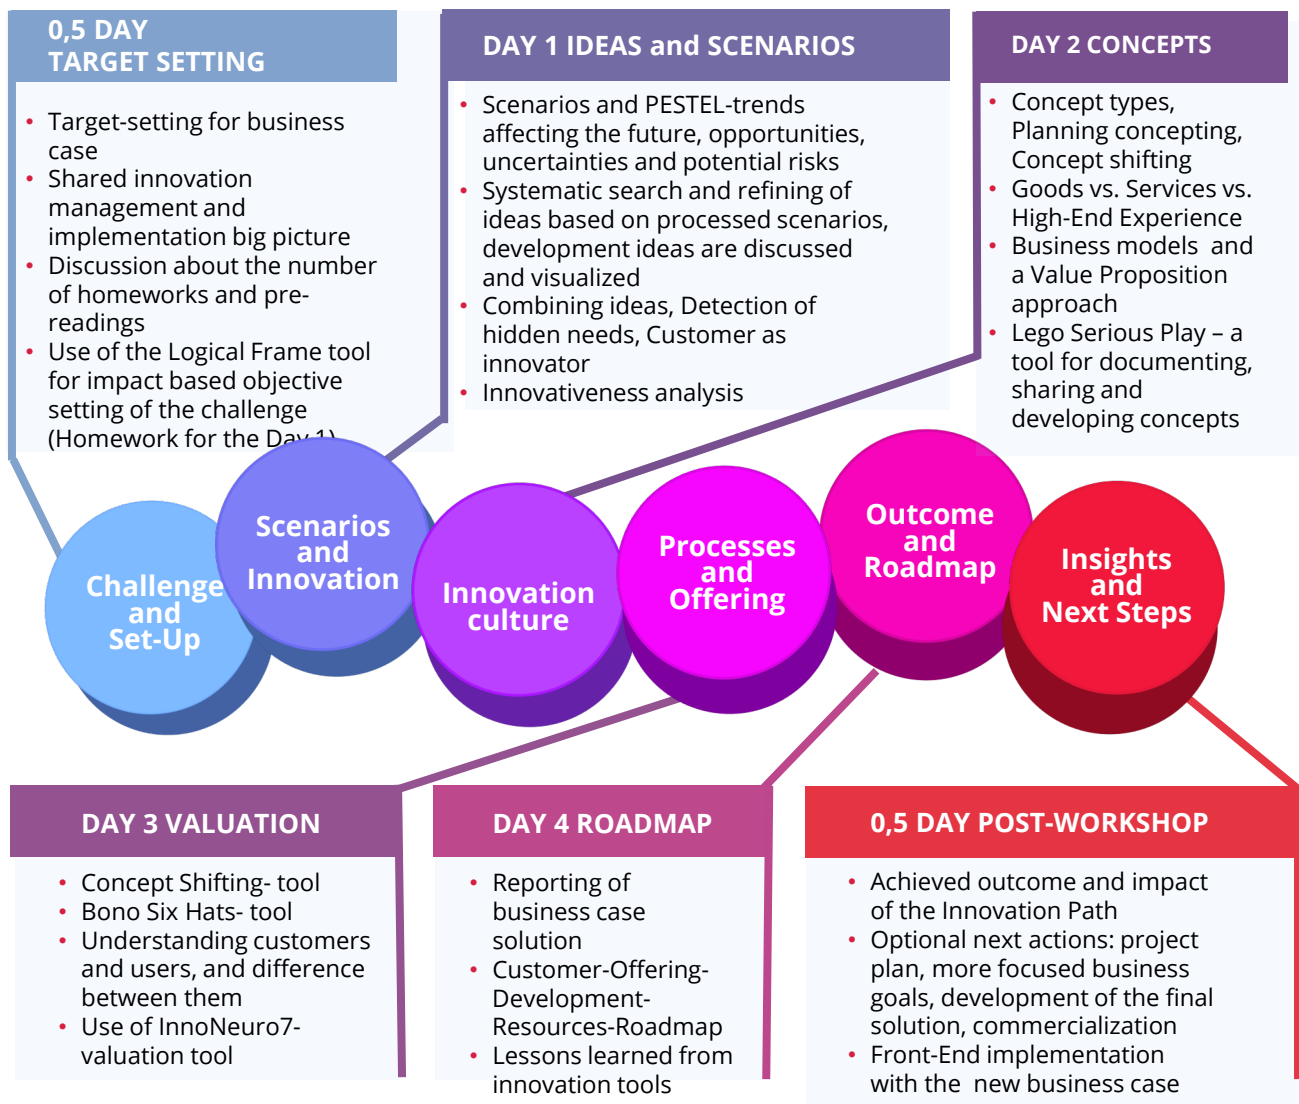 0,5 DAY
TARGET SETTING
• Target-setting for business
case
• Shared innovation
management and
implementation big picture
• Discussion about the number
of homeworks and pre-
readings
• Use of the Logical Frame tool
for impact based objective
setting of the challenge
(Homework for the Day 1)
DAY 1 IDEAS and SCENARIOS
• Scenarios and PESTEL-trends
affecting the future, opportunities,
uncertainties and potential risks
• Systematic search and refining of
ideas based on processed scenarios,
development ideas are discussed
and visualized
• Combining ideas, Detection of
hidden needs, Customer as
innovator
• Innovativeness analysis
DAY 2 CONCEPTS
• Concept types,
Planning concepting,
Concept shifting
• Goods vs. Services vs.
High-End Experience
• Business models  and
a Value Proposition
approach
• Lego Serious Play – a
tool for documenting,
sharing and
developing concepts
Challenge
and
Set-Up
Scenarios
and
Innovation
Innovation
culture
Processes
and
Offering
Outcome
and
Roadmap
Insights
and
Next Steps
DAY 3 VALUATION
• Concept Shifting- tool
• Bono Six Hats- tool
• Understanding customers
and users, and difference
between them
• Use of InnoNeuro7-
valuation tool
DAY 4 ROADMAP
• Reporting of
business case
solution
• Customer-Offering-
Development-
Resources-Roadmap
• Lessons learned from
innovation tools
0,5 DAY POST-WORKSHOP
• Achieved outcome and impact
of the Innovation Path
• Optional next actions: project
plan, more focused business
goals, development of the final
solution, commercialization
• Front-End implementation
with the  new business case